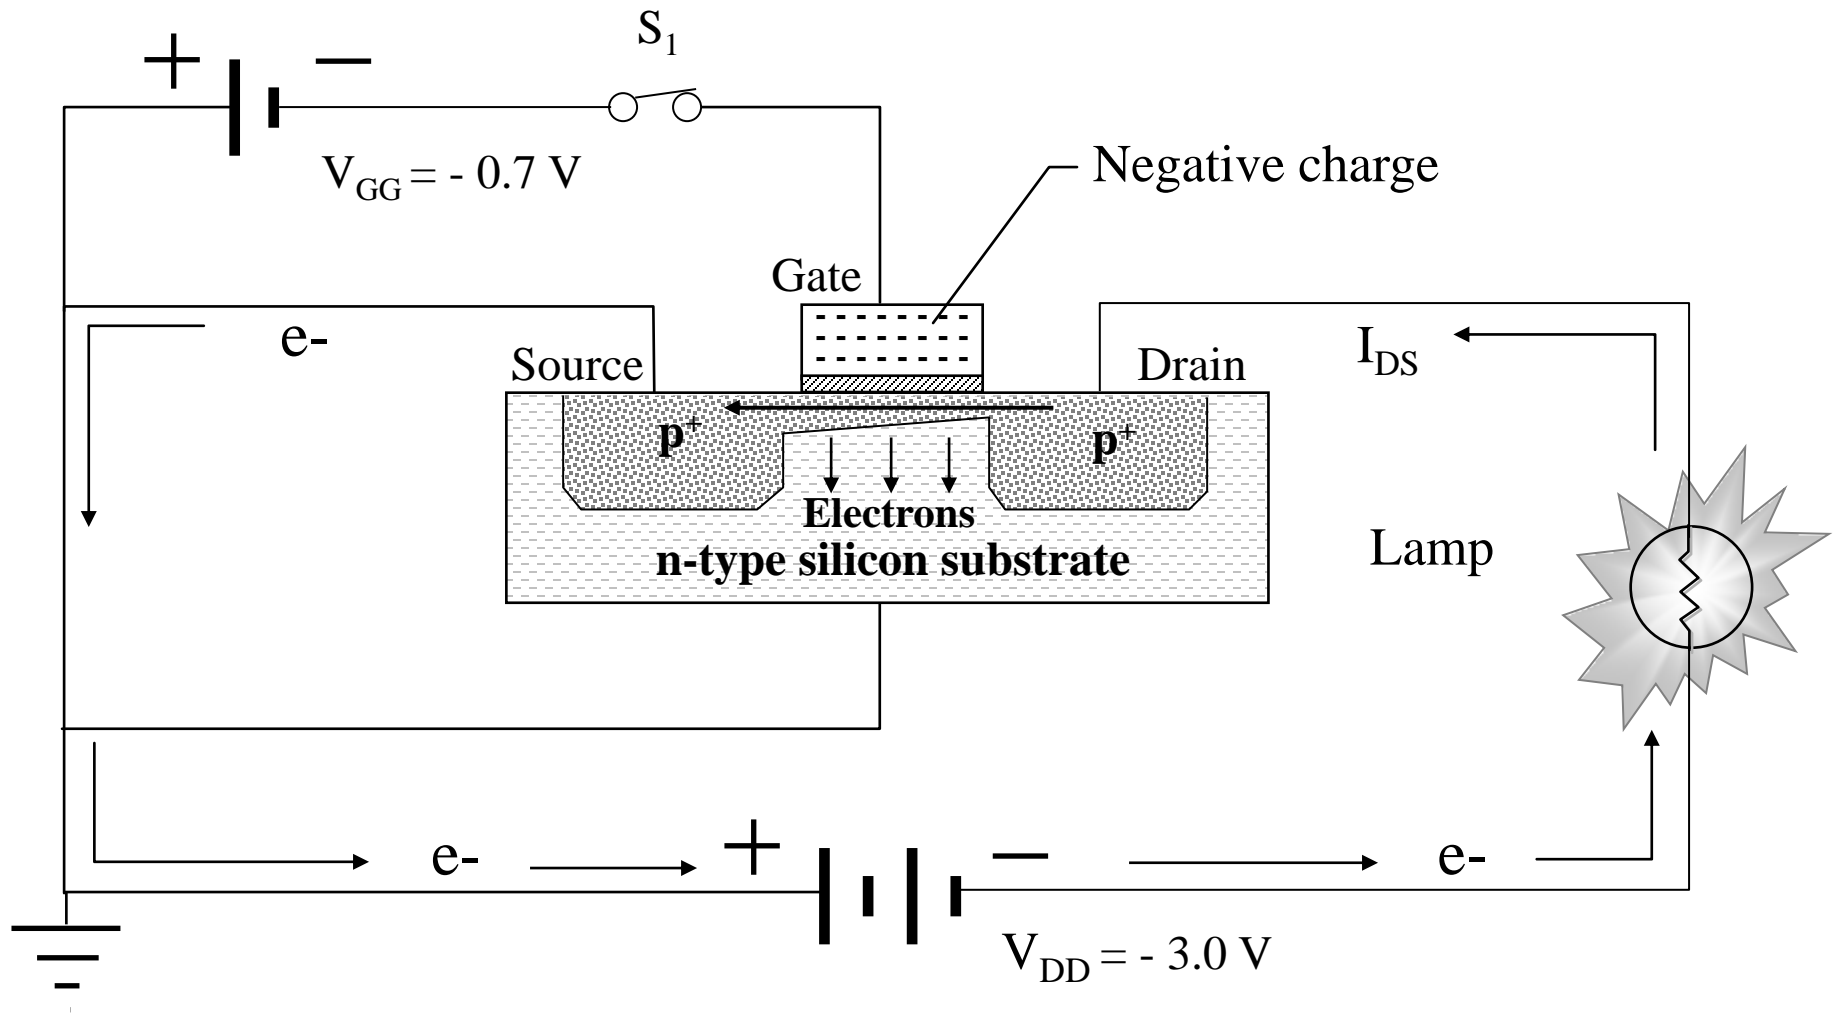 S1
+ –
VGG = - 0.7 V
Negative charge
Gate
e-
Source
Drain
IDS
p+
p+
Electrons
n-type silicon substrate
Lamp
e-
+ –
e-
VDD = - 3.0 V